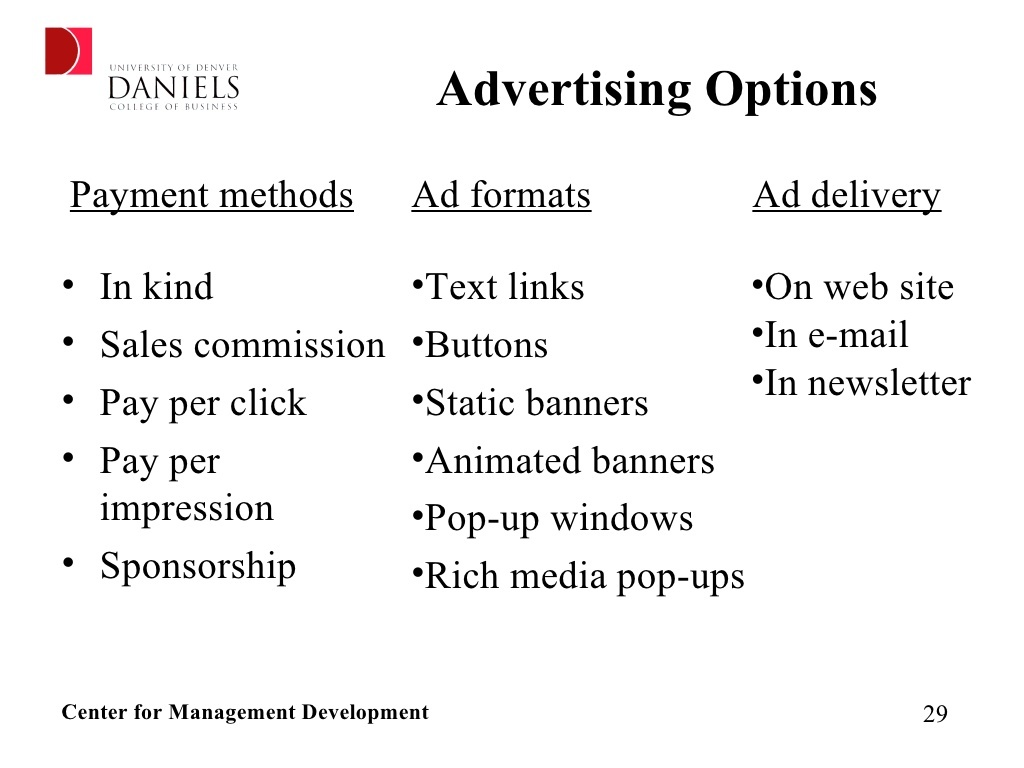 UNIVERSITY OF DENVER
DANIELS
COLLEGE OF BUSINESS
Advertising Options
Payment methods
• In kind
• Sales commission
• Pay per click
• Pay per
impression
• Sponsorship
Ad formats
•Text links
•Buttons
•Static banners
•Animated banners
•Pop-up windows
•Rich media pop-ups
Ad delivery
•On web site
•In e-mail
•In newsletter
Center for Management Development
29